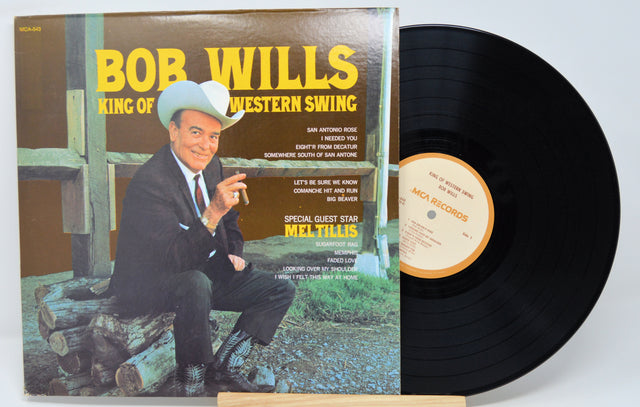 MCA-543
BOB WILLS
KING OF WESTERN SWING
SAN ANTONIO ROSE
I NEEDED YOU
EIGHT'R FROM DECATUR
SOMEWHERE SOUTH OF SAN ANTONE
LET'S BE SURE WE KNOW
COMANCHE HIT AND RUN
BIG BEAVER
SPECIAL GUEST STAR
MEL TILLIS
SUGARFOOT RAG
MEMPHIS
FADED LOVE
LOOKING OVER MY SHOULDER
I WISH I FELT THIS WAY AT HOME
KING OF WESTERN SWING
BOB WILLS
MCA RECORDS
Side 1